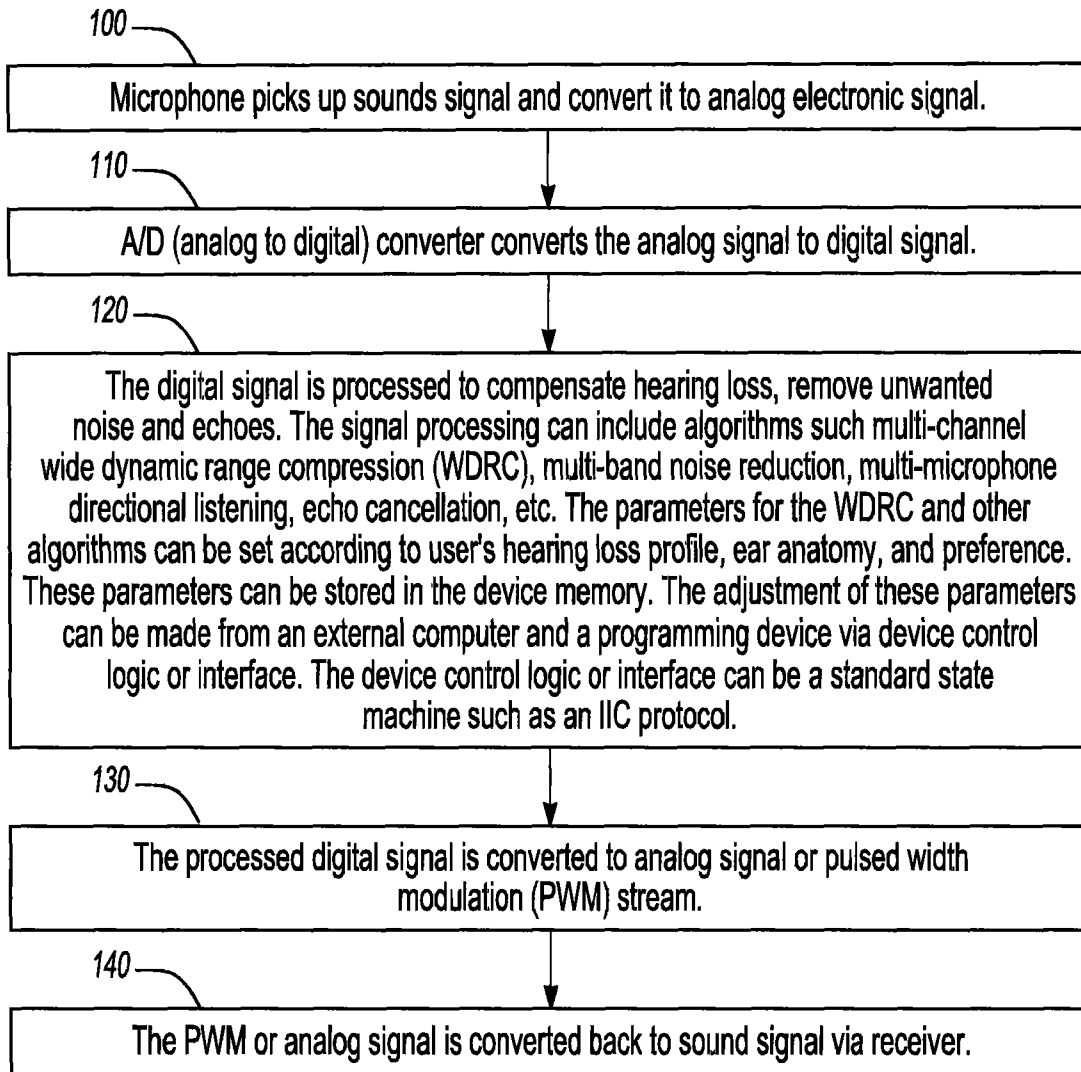 100
Microphone picks up sounds signal and convert it to analog electronic signal.
110
A/D (analog to digital) converter converts the analog signal to digital signal.
120
The digital signal is processed to compensate hearing loss, remove unwanted
noise and echoes. The signal processing can include algorithms such multi-channel
wide dynamic range compression (WDRC), multi-band noise reduction, multi-microphone
directional listening, echo cancellation, etc. The parameters for the WDRC and other
algorithms can be set according to user's hearing loss profile, ear anatomy, and preference.
These parameters can be stored in the device memory. The adjustment of these parameters
can be made from an external computer and a programming device via device control
logic or interface. The device control logic or interface can be a standard state
machine such as an IIC protocol.
130
The processed digital signal is converted to analog signal or pulsed width
modulation (PWM) stream.
140
The PWM or analog signal is converted back to sound signal via receiver.